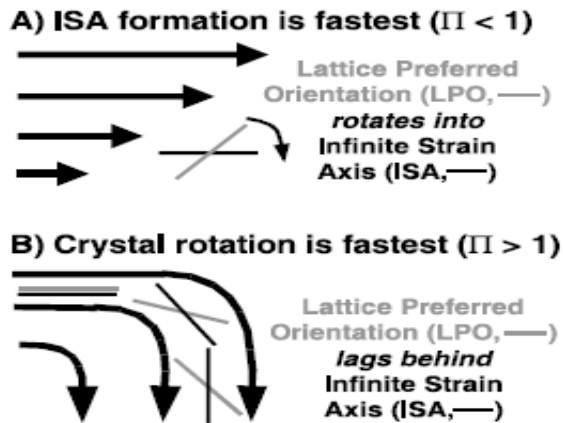 A) ISA formation is fastest (Π < 1)
Lattice Preferred
Orientation (LPO, —)
rotates into
Infinite Strain
Axis (ISA, —)
B) Crystal rotation is fastest (Π > 1)
Lattice Preferred
Orientation (LPO, —)
lags behind
Infinite Strain
Axis (ISA, —)